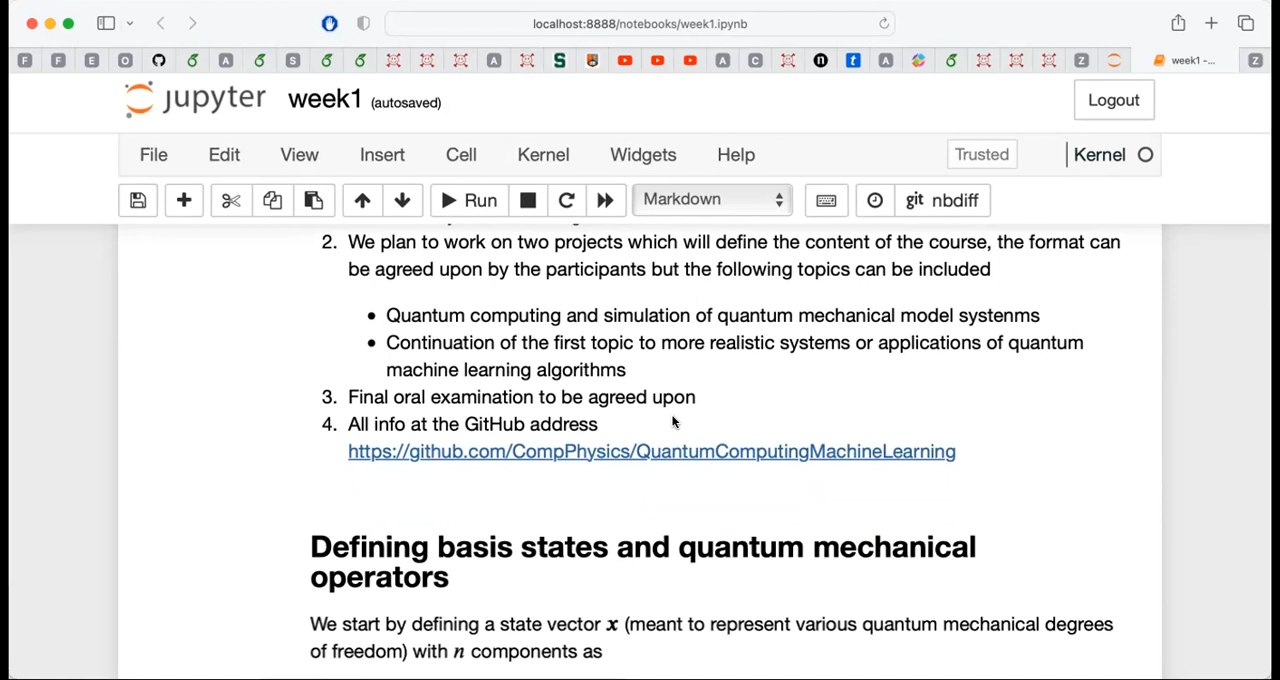 localhost:8888/notebooks/week1.ipynb
F F E O A S A S A C n t A Z week1 -... Z
jupyter week1 (autosaved) Logout
File Edit View Insert Cell Kernel Widgets Help Trusted Kernel
Run Markdown git nbdiff
2. We plan to work on two projects which will define the content of the course, the format can
be agreed upon by the participants but the following topics can be included
• Quantum computing and simulation of quantum mechanical model systenms
• Continuation of the first topic to more realistic systems or applications of quantum
machine learning algorithms
3. Final oral examination to be agreed upon
4. All info at the GitHub address
https://github.com/CompPhysics/QuantumComputingMachineLearning
Defining basis states and quantum mechanical
operators
We start by defining a state vector x (meant to represent various quantum mechanical degrees
of freedom) with n components as